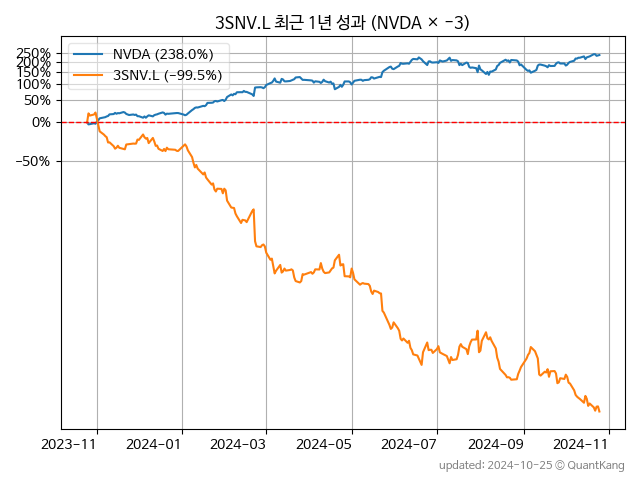 3SNV.L 최근 1년 성과 (NVDA × −3)
NVDA (238.0%)
3SNV.L (−99.5%)
250%
200%
150%
100%
50%
0%
−50%
2023−11 2024−01 2024−03 2024−05 2024−07 2024−09 2024−11
updated: 2024-10-25 © QuantKang